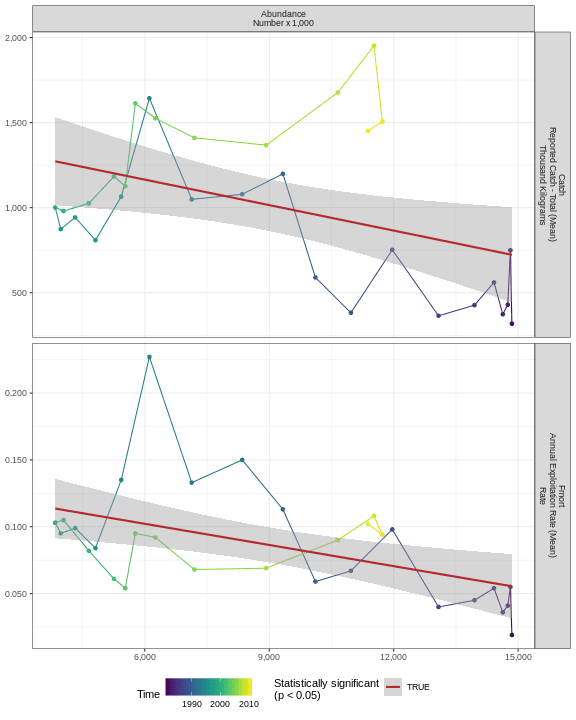 Abundance
Number x 1,000
2,000
1,500
1,000
500
Catch
Reported Catch - Total (Mean)
Thousand Kilograms
0.200
0.150
0.100
0.050
Fmort
Annual Exploitation Rate (Mean)
Rate
6,000 9,000 12,000 15,000
Time
1990 2000 2010
Statistically significant
(p < 0.05)
TRUE